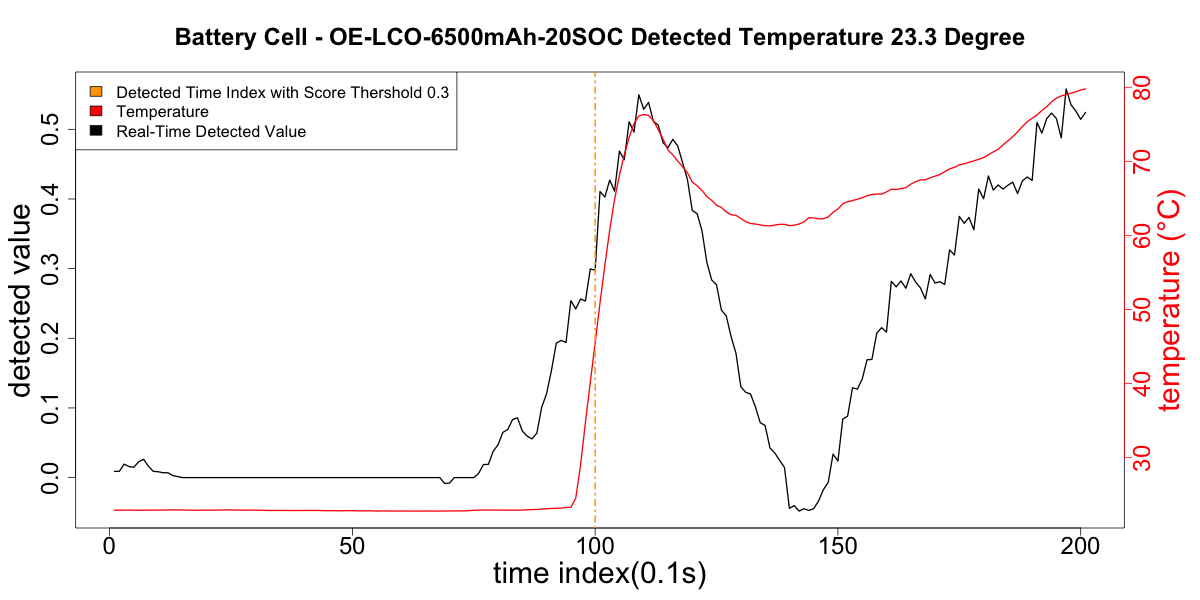 Battery Cell - OE-LCO-6500mAh-20SOC Detected Temperature 23.3 Degree
Detected Time Index with Score Thershold 0.3
Temperature
Real-Time Detected Value
detected value
0.0 0.1 0.2 0.3 0.4 0.5
30 40 50 60 70 80
temperature (°C)
0 50 100 150 200
time index(0.1s)